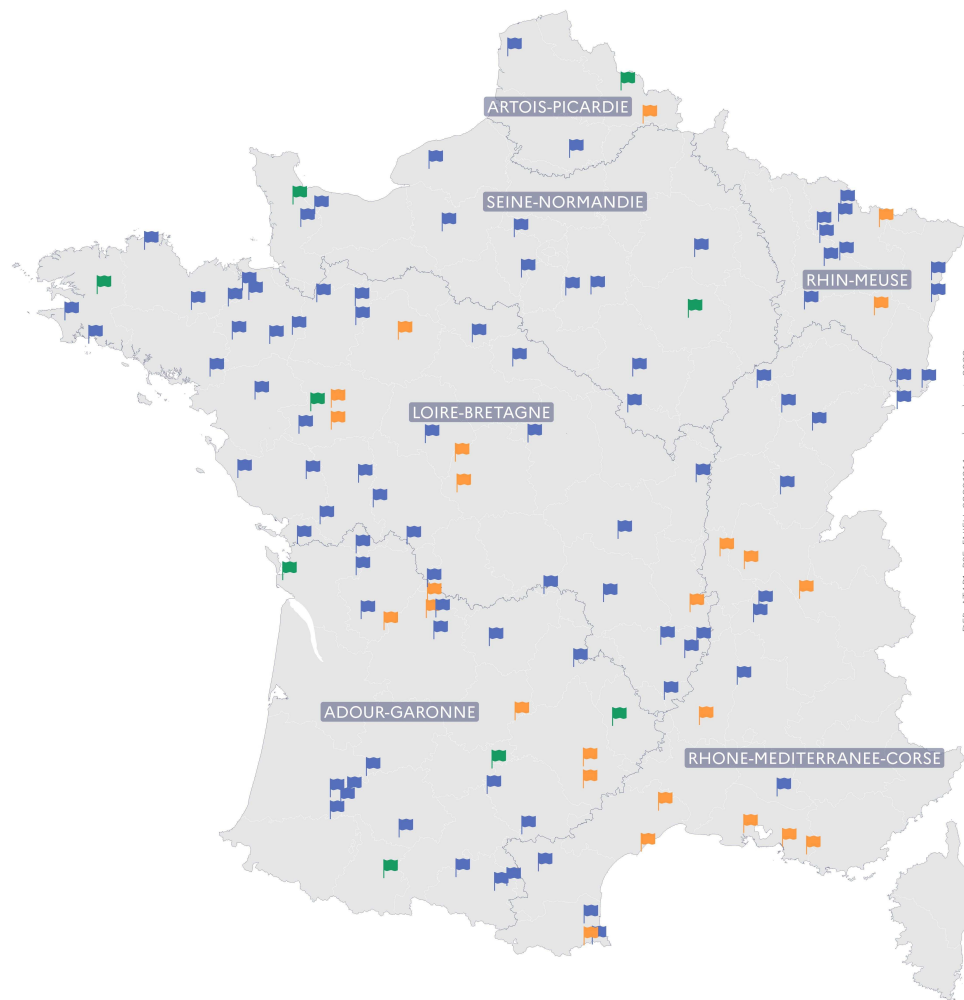 ARTOIS-PICARDIE
SEINE-NORMANDIE
RHIN-MEUSE
LOIRE-BRETAGNE
ADOUR-GARONNE
RHONE-MEDITERRANEE-CORSE